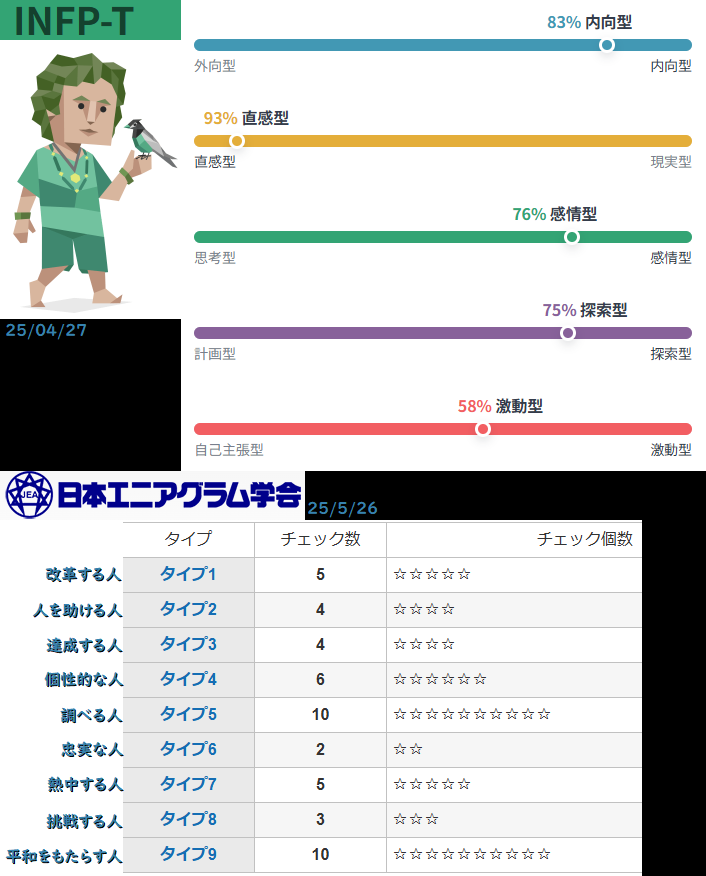 INFP-T
83% 内向型
外向型 内向型
93% 直感型
直感型 現実型
76% 感情型
思考型 感情型
75% 探索型
計画型 探索型
58% 激動型
自己主張型 激動型
25/04/27
JEA 日本エニアグラム学会 25/5/26
タイプ チェック数 チェック個数
改革する人 タイプ1 5 ☆☆☆☆☆
人を助ける人 タイプ2 4 ☆☆☆☆
達成する人 タイプ3 4 ☆☆☆☆
個性的な人 タイプ4 6 ☆☆☆☆☆☆
調べる人 タイプ5 10 ☆☆☆☆☆☆☆☆☆☆
忠実な人 タイプ6 2 ☆☆
熱中する人 タイプ7 5 ☆☆☆☆☆
挑戦する人 タイプ8 3 ☆☆☆
平和をもたらす人 タイプ9 10 ☆☆☆☆☆☆☆☆☆☆